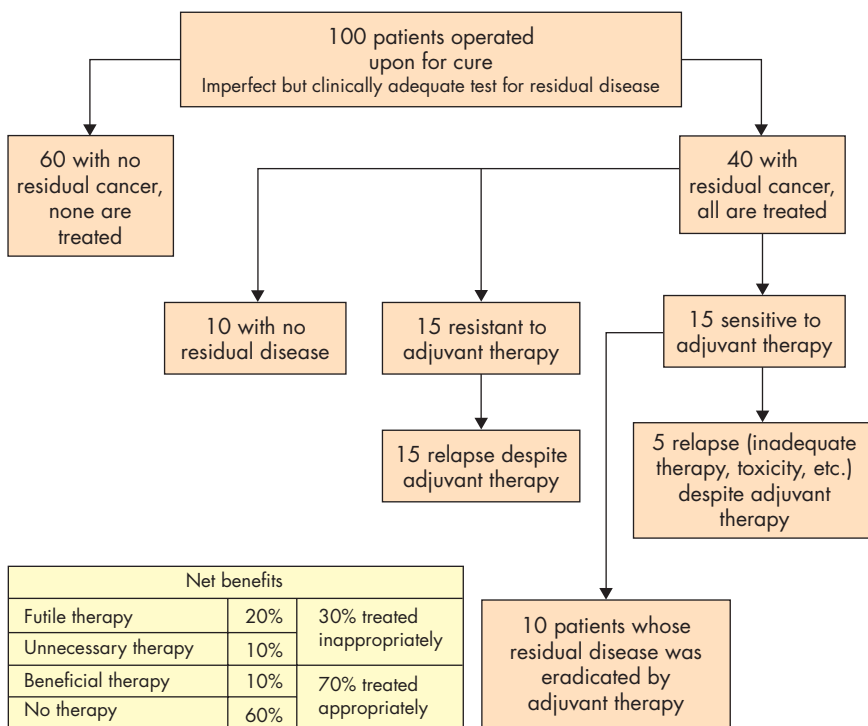 100 patients operated
upon for cure
Imperfect but clinically adequate test for residual disease
60 with no
residual cancer,
none are
treated
40 with
residual cancer,
all are treated
10 with no
residual disease
15 resistant to
adjuvant therapy
15 sensitive to
adjuvant therapy
15 relapse despite
adjuvant therapy
5 relapse (inadequate
therapy, toxicity, etc.)
despite adjuvant
therapy
10 patients whose
residual disease was
eradicated by
adjuvant therapy
Net benefits
Futile therapy 20% 30% treated
inappropriately
Unnecessary therapy 10%
Beneficial therapy 10% 70% treated
appropriately
No therapy 60%